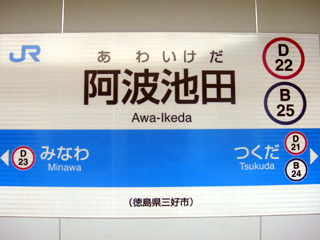 JR
あわいけだ
阿波池田
Awa-Ikeda
D
22
B
25
D
23
みなわ
Minawa
つくだ
Tsukuda
D
21
B
24
(徳島県三好市)